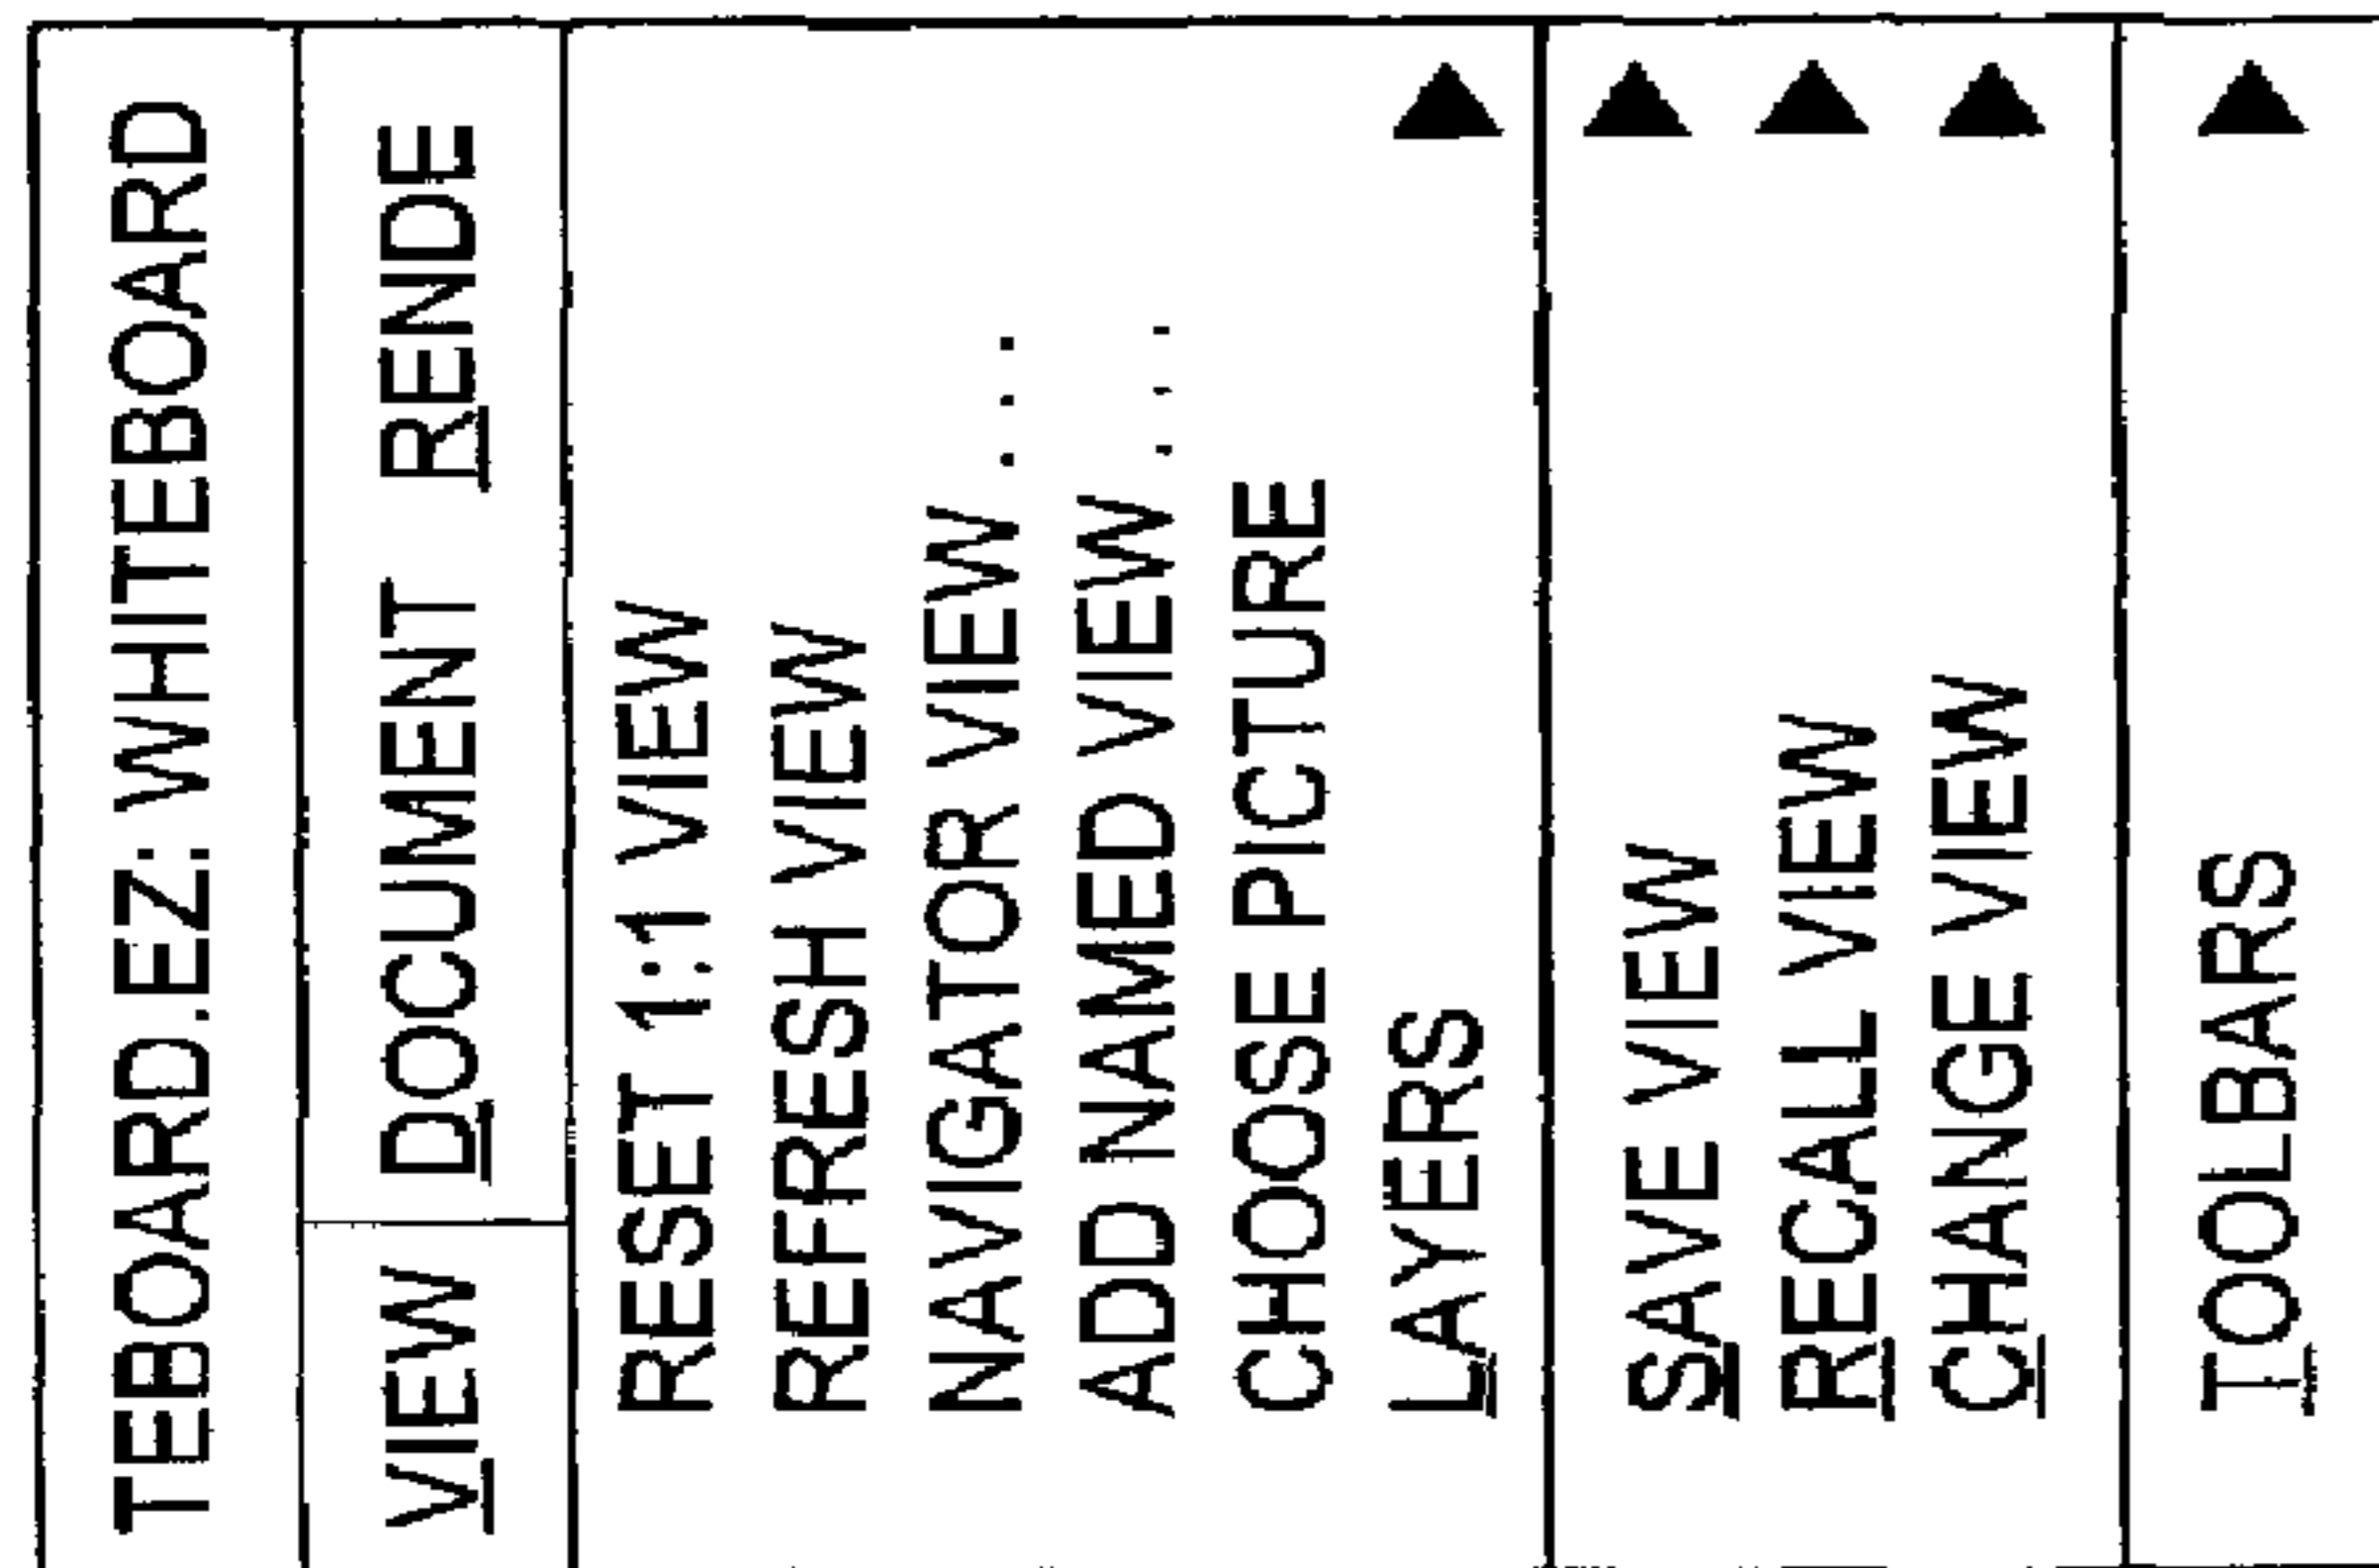 TEBOARD.EZ: WHITEBOARD
VIEW DOCUMENT RENDE
RESET 1:1 VIEW
REFRESH VIEW
NAVIGATOR VIEW . . .
ADD NAMED VIEW . . .
CHOOSE PICTURE
LAYERS
SAVE VIEW
RECALL VIEW
CHANGE VIEW
TOOLBARS